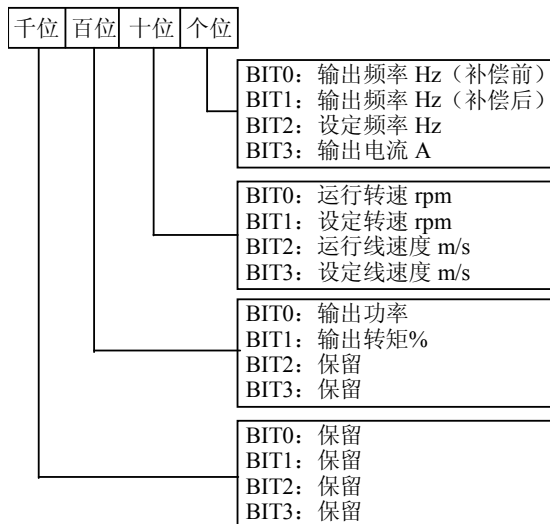 千位 百位 十位 个位
BIT0：输出频率 Hz（补偿前）
BIT1：输出频率 Hz（补偿后）
BIT2：设定频率 Hz
BIT3：输出电流 A
BIT0：运行转速 rpm
BIT1：设定转速 rpm
BIT2：运行线速度 m/s
BIT3：设定线速度 m/s
BIT0：输出功率
BIT1：输出转矩%
BIT2：保留
BIT3：保留
BIT0：保留
BIT1：保留
BIT2：保留
BIT3：保留